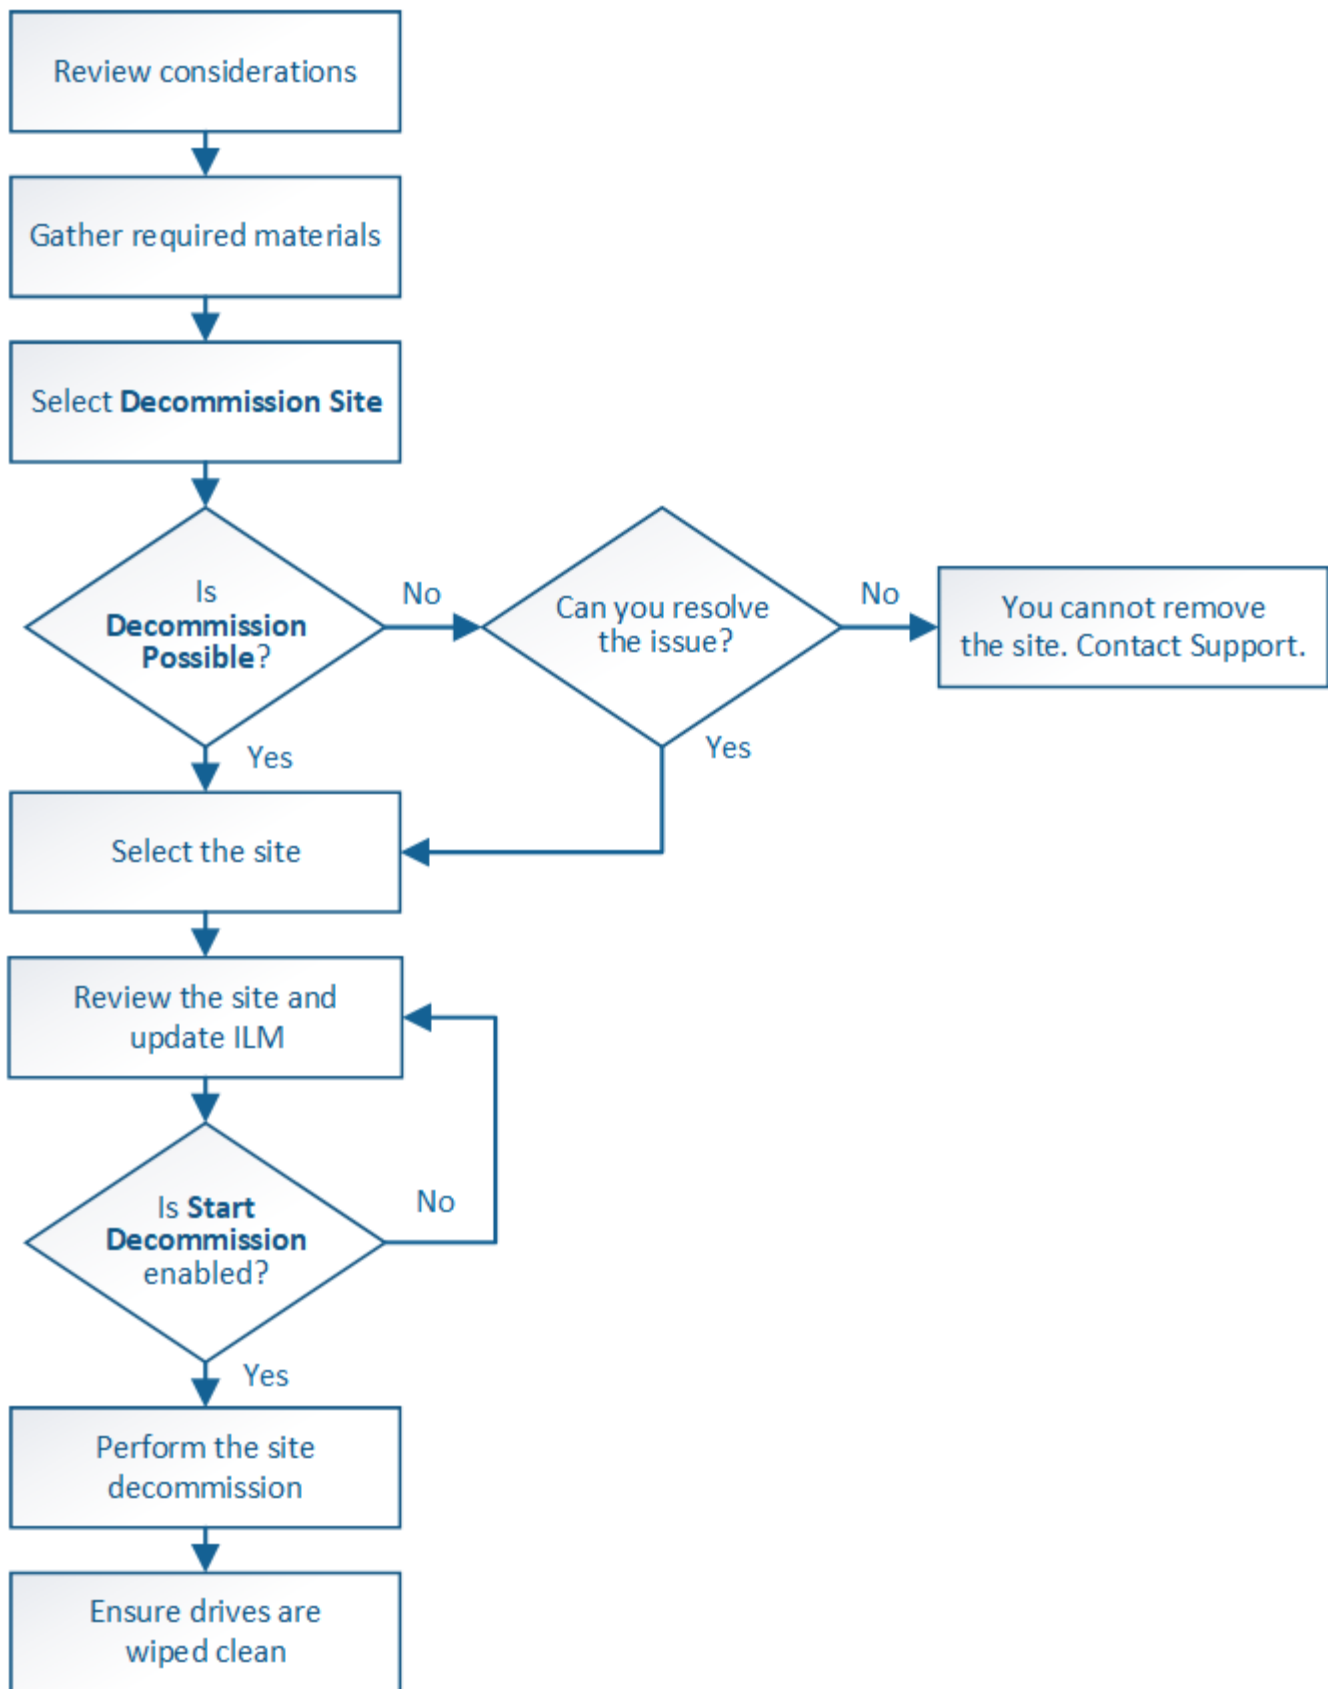 Review considerations
Gather required materials
Select Decommission Site
Is
Decommission
Possible?
No
Can you resolve
the issue?
No
You cannot remove
the site. Contact Support.
Yes
Yes
Select the site
Review the site and
update ILM
Is Start
Decommission
enabled?
No
Yes
Perform the site
decommission
Ensure drives are
wiped clean